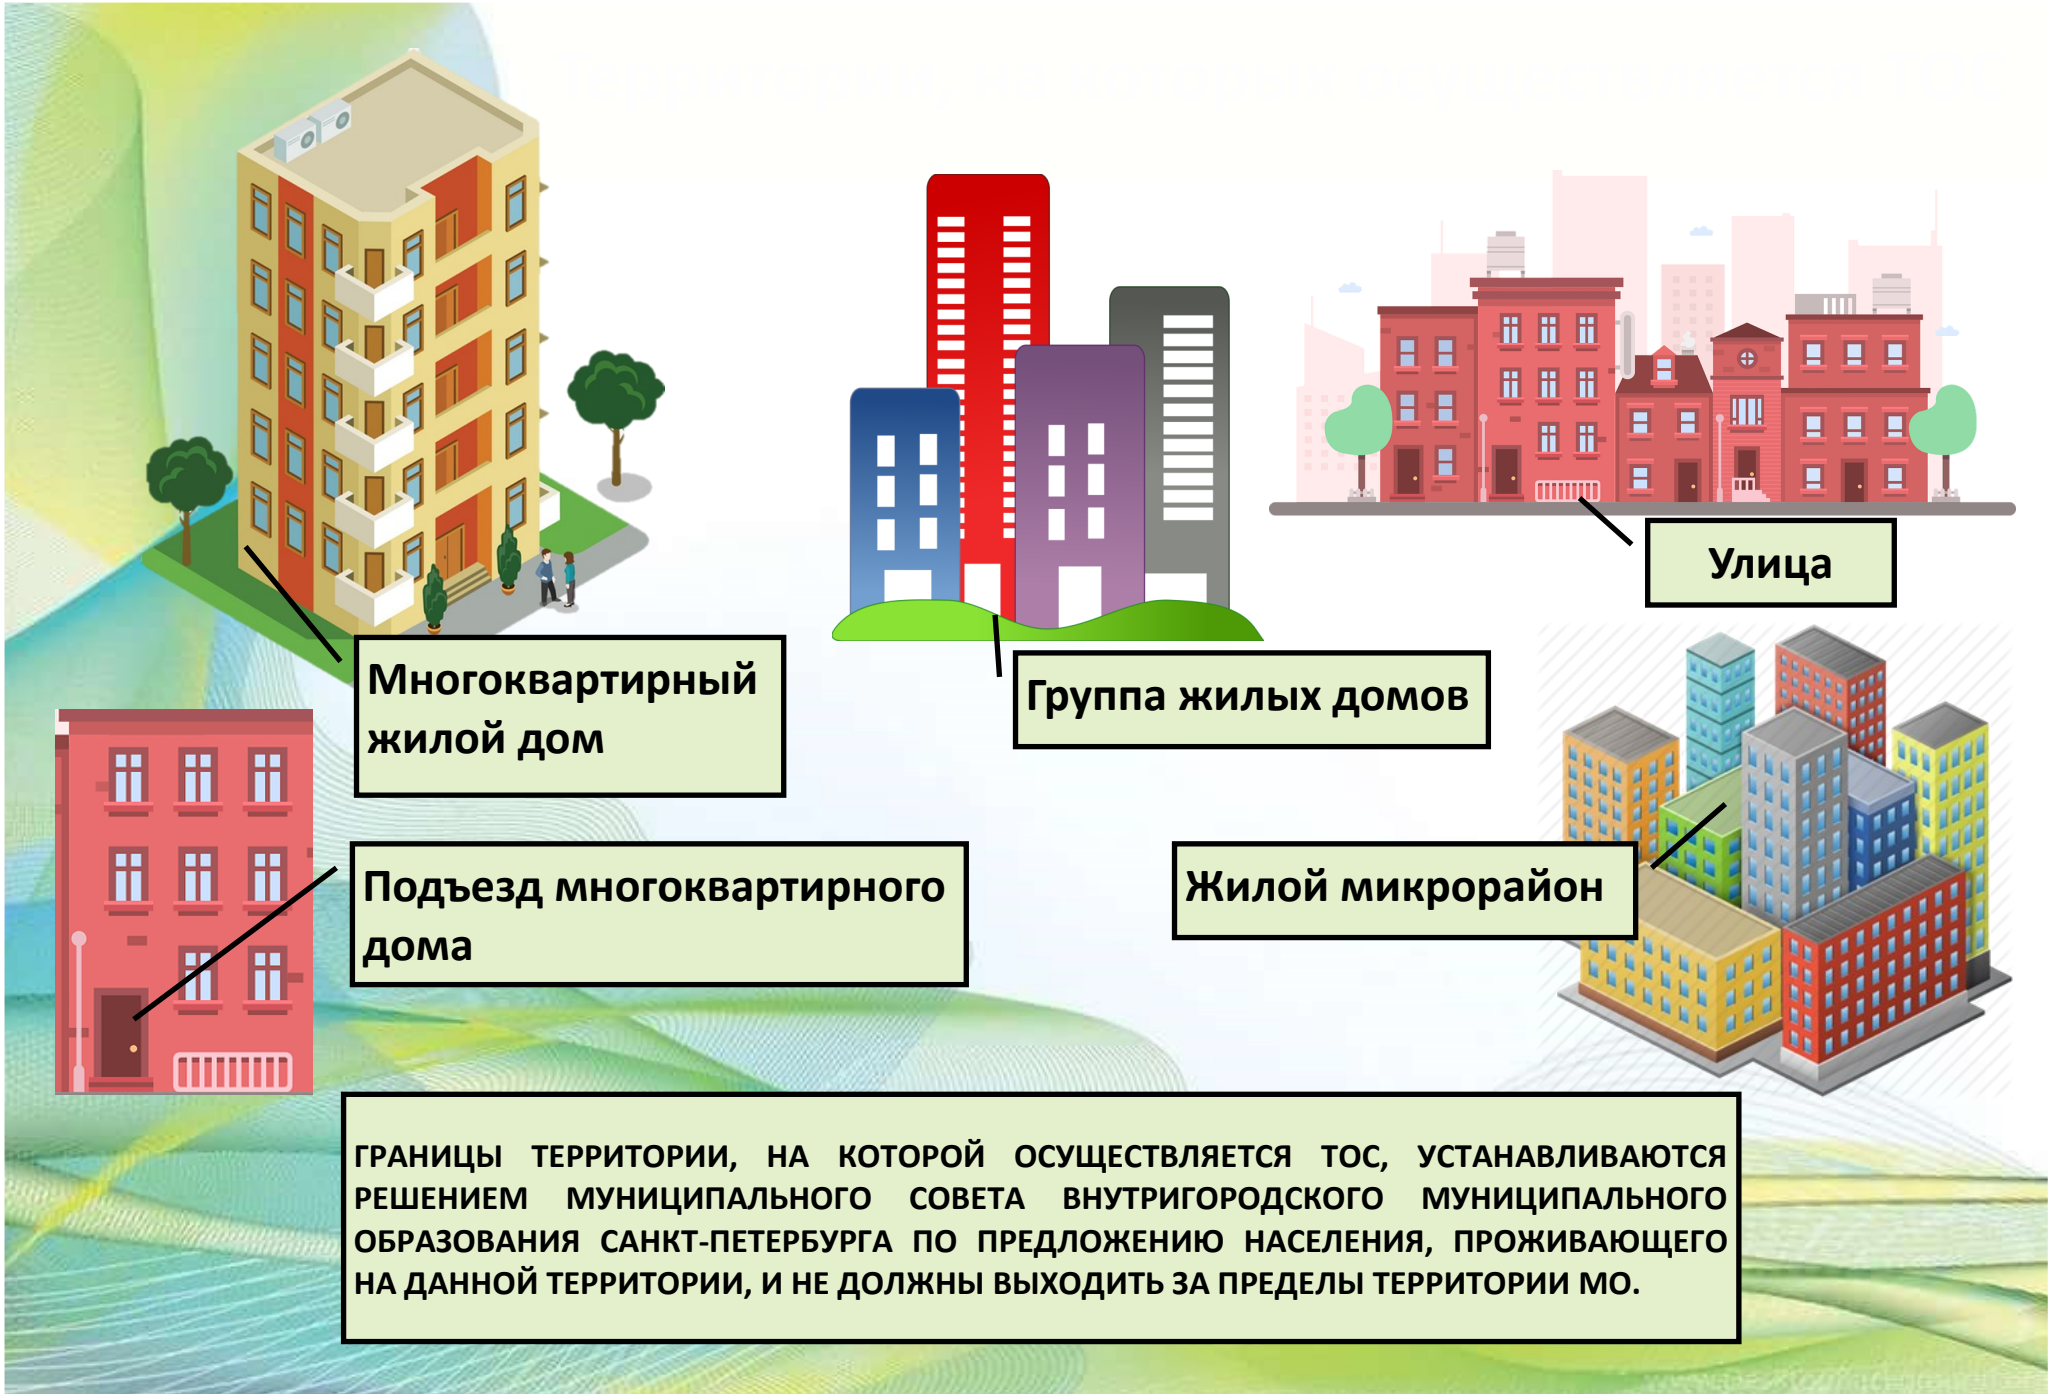 Многоквартирный
жилой дом
Группа жилых домов
Улица
Подъезд многоквартирного
дома
Жилой микрорайон
ГРАНИЦЫ ТЕРРИТОРИИ, НА КОТОРОЙ ОСУЩЕСТВЛЯЕТСЯ ТОС, УСТАНАВЛИВАЮТСЯ
РЕШЕНИЕМ МУНИЦИПАЛЬНОГО СОВЕТА ВНУТРИГОРОДСКОГО МУНИЦИПАЛЬНОГО
ОБРАЗОВАНИЯ САНКТ-ПЕТЕРБУРГА ПО ПРЕДЛОЖЕНИЮ НАСЕЛЕНИЯ, ПРОЖИВАЮЩЕГО
НА ДАННОЙ ТЕРРИТОРИИ, И НЕ ДОЛЖНЫ ВЫХОДИТЬ ЗА ПРЕДЕЛЫ ТЕРРИТОРИИ МО.